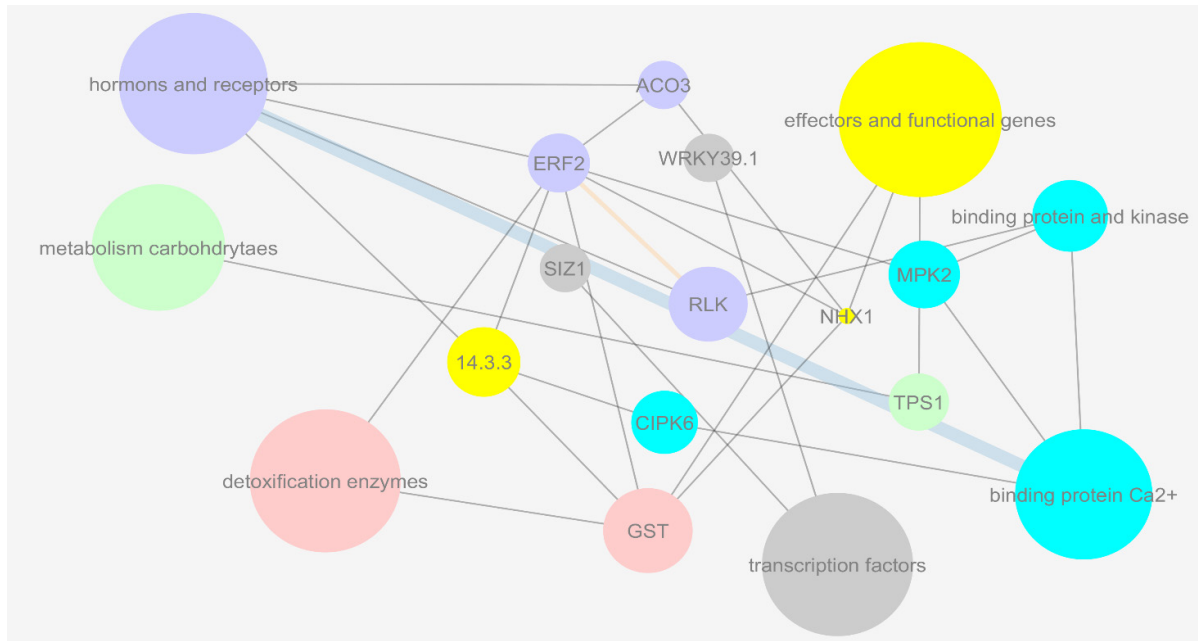 hormons and receptors
ACO3
effectors and functional genes
ERF2
WRKY39.1
binding protein and kinase
metabolism carbohdrytaes
SIZ1
MPK2
RLK
NHX1
14.3.3
TPS1
CIPK6
detoxification enzymes
binding protein Ca2+
GST
transcription factors